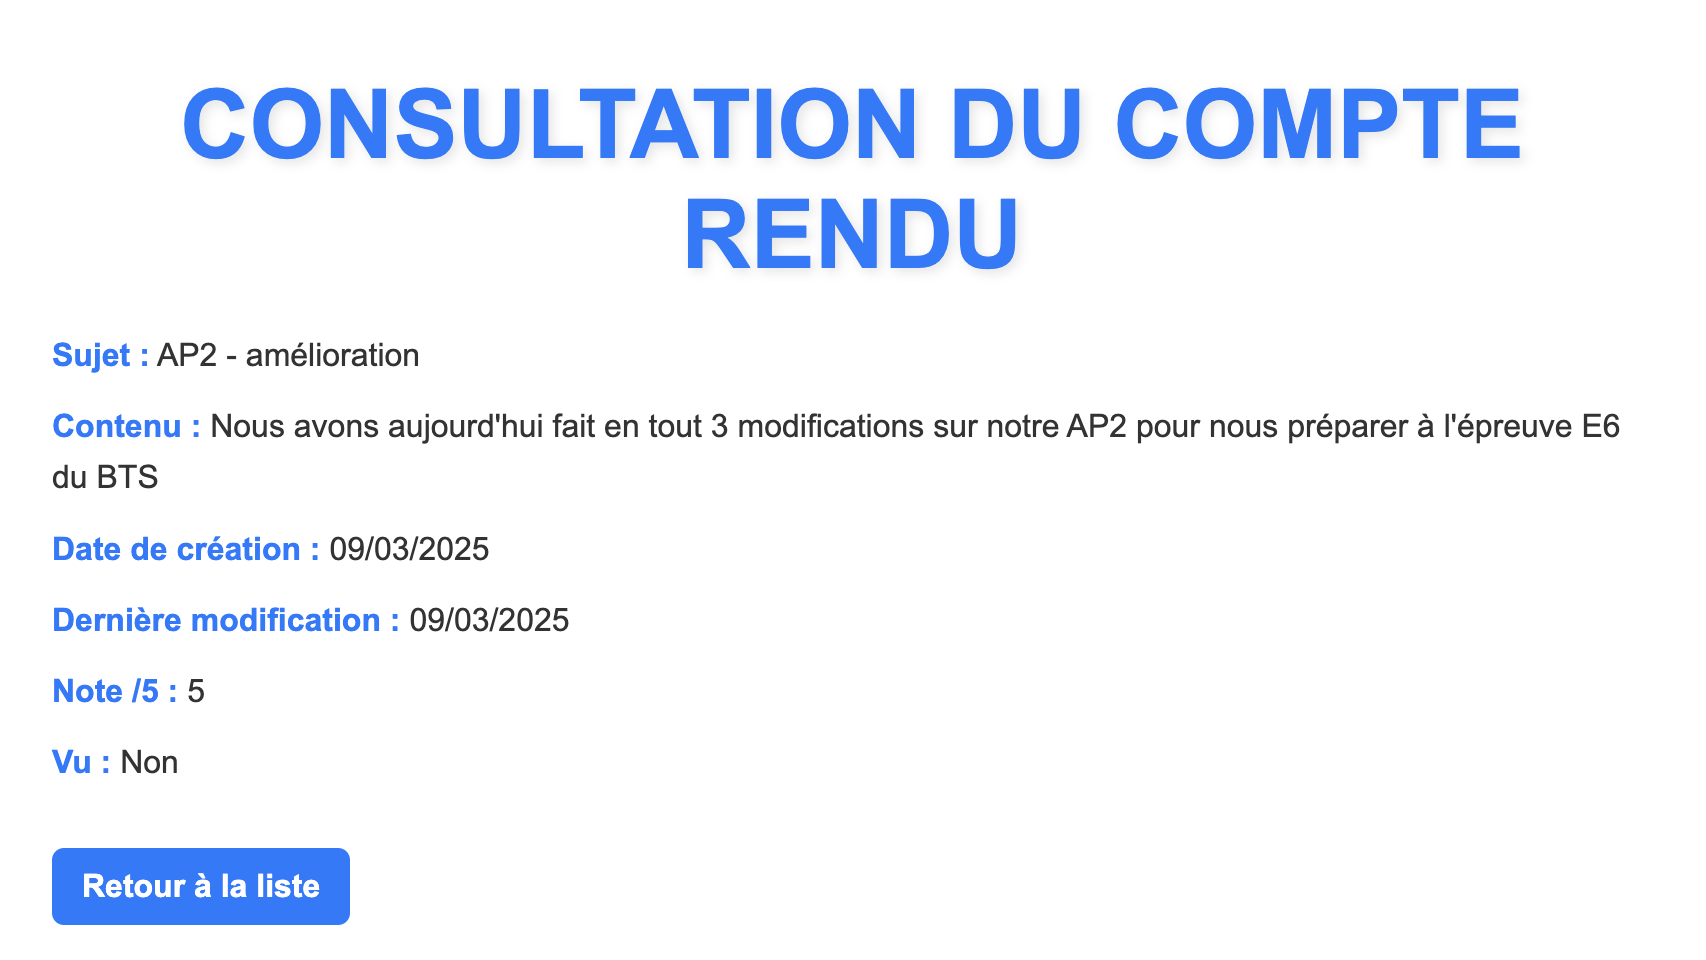 CONSULTATION DU COMPTE
RENDU
Sujet : AP2 - amélioration
Contenu : Nous avons aujourd'hui fait en tout 3 modifications sur notre AP2 pour nous préparer à l'épreuve E6
du BTS
Date de création : 09/03/2025
Dernière modification : 09/03/2025
Note /5 : 5
Vu : Non
Retour à la liste